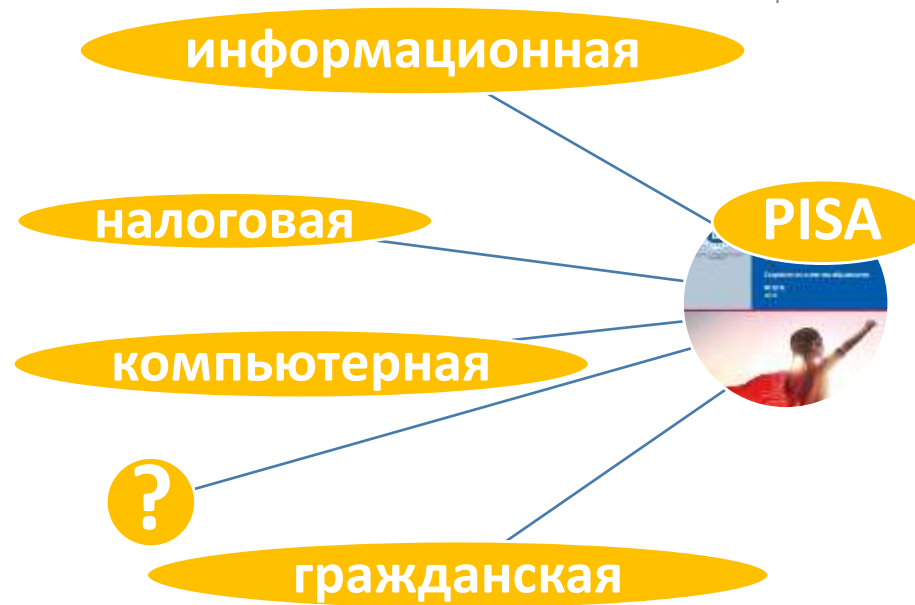 информационная
PISA
налоговая
компьютерная
?
гражданская